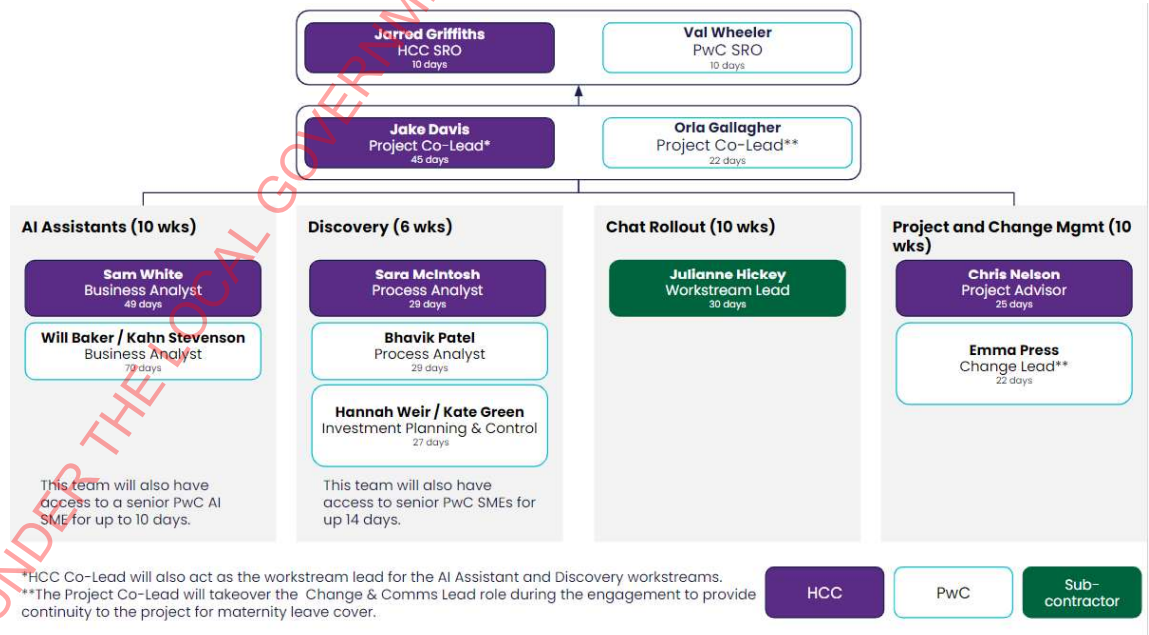 Jarred Griffiths
HCC SRO
10 days
Val Wheeler
PwC SRO
10 days
Jake Davis
Project Co-Lead*
45 days
Orla Gallagher
Project Co-Lead**
22 days
AI Assistants (10 wks)
Sam White
Business Analyst
49 days
Will Baker / Kahn Stevenson
Business Analyst
70 days
This team will also have
access to a senior PwC AI
SME for up to 10 days.
Discovery (6 wks)
Sara McIntosh
Process Analyst
29 days
Bhavik Patel
Process Analyst
29 days
Hannah Weir / Kate Green
Investment Planning & Control
27 days
This team will also have
access to senior PwC SMEs for
up 14 days.
Chat Rollout (10 wks)
Julianne Hickey
Workstream Lead
30 days
Project and Change Mgmt (10
wks)
Chris Nelson
Project Advisor
25 days
Emma Press
Change Lead**
22 days
*HCC Co-Lead will also act as the workstream lead for the AI Assistant and Discovery workstreams.
**The Project Co-Lead will takeover the Change & Comms Lead role during the engagement to provide
continuity to the project for maternity leave cover.
HCC
PwC
Sub-
contractor
UNDER THE LOCAL GOVERNM